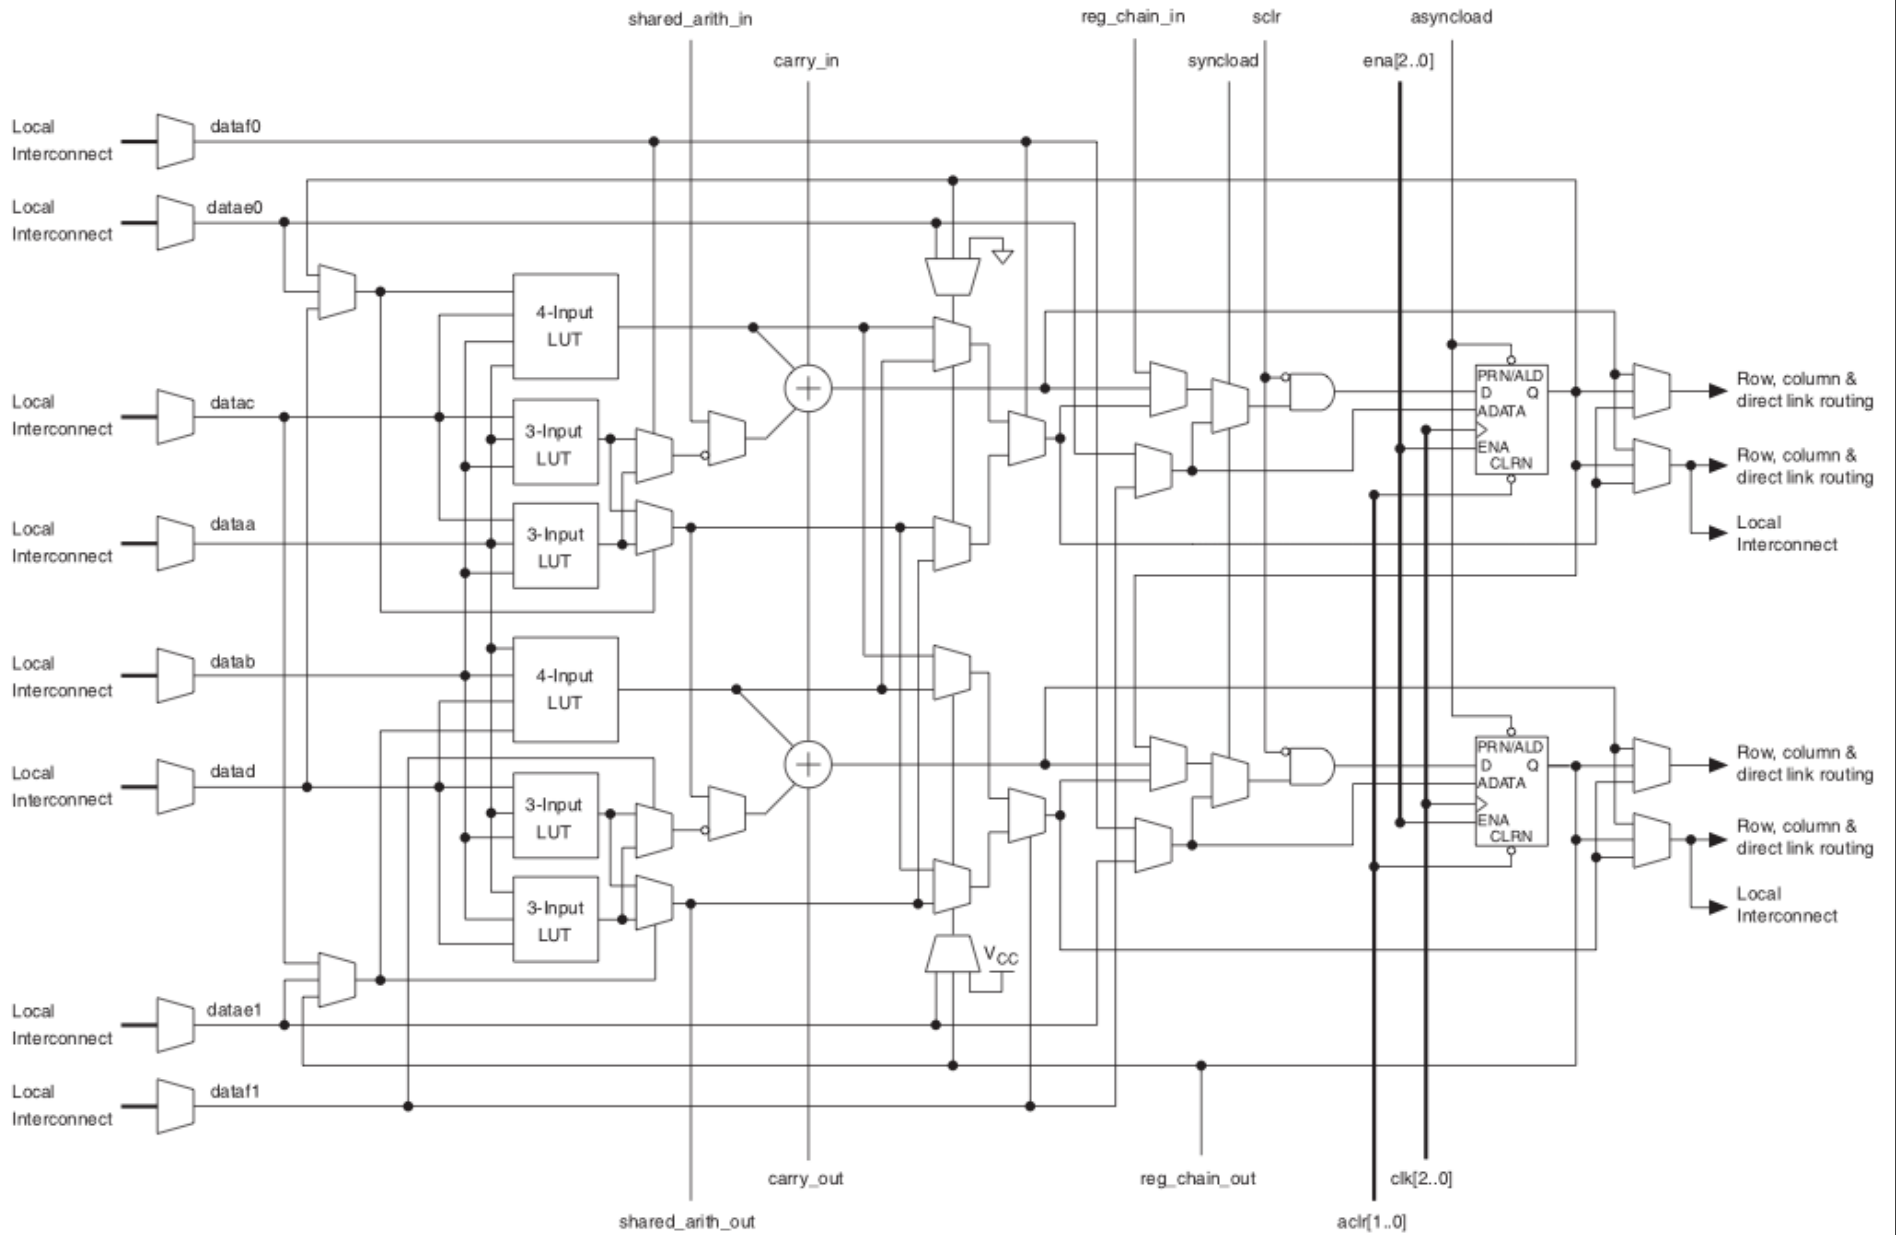 shared_arith_in
reg_chain_in
sclr
asyncload
carry_in
syncload
ena[2..0]
Local
Interconnect
dataf0
Local
Interconnect
datae0
4-Input
LUT
PRN/ALD
D Q
ADATA
ENA
CLRN
Row, column &
direct link routing
Local
Interconnect
datac
3-Input
LUT
Row, column &
direct link routing
Local
Interconnect
dataa
3-Input
LUT
Local
Interconnect
Local
Interconnect
datab
4-Input
LUT
Local
Interconnect
datad
PRN/ALD
D Q
ADATA
ENA
CLRN
Row, column &
direct link routing
3-Input
LUT
Row, column &
direct link routing
3-Input
LUT
Local
Interconnect
VCC
Local
Interconnect
datae1
Local
Interconnect
dataf1
carry_out
reg_chain_out
clk[2..0]
shared_arith_out
aclr[1..0]